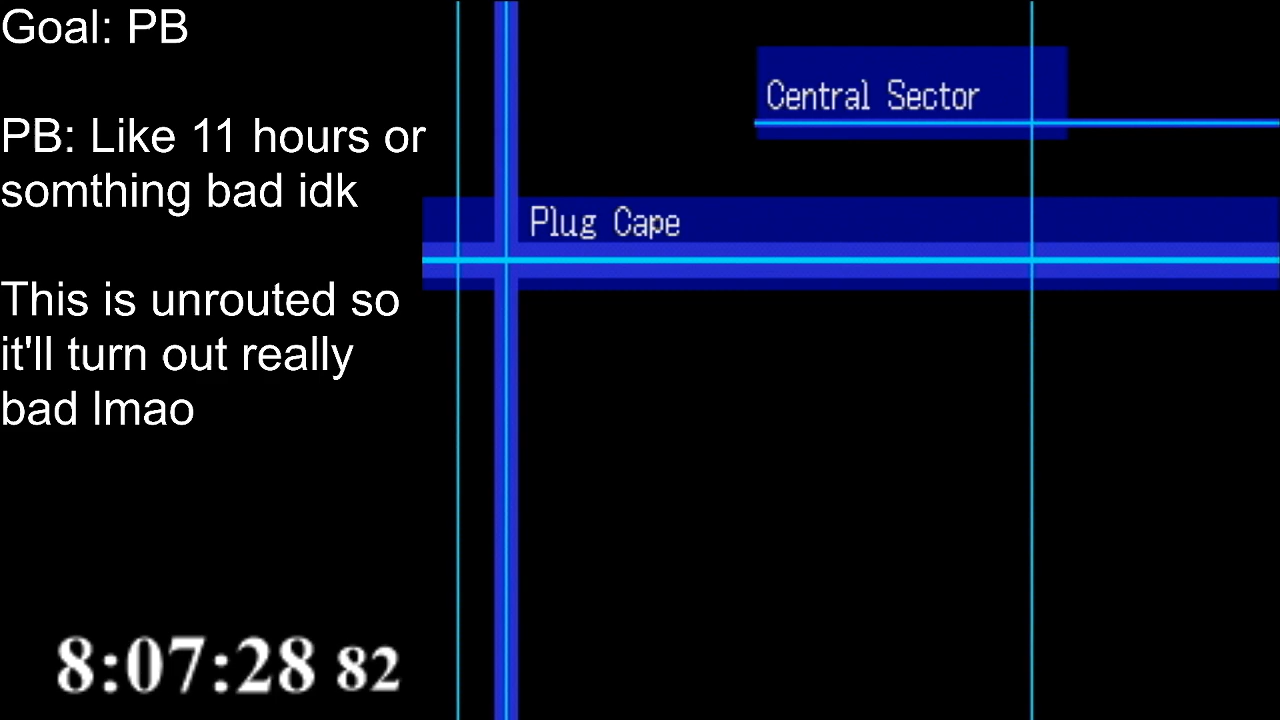 Goal: PB
PB: Like 11 hours or
somthing bad idk
This is unrouted so
it'll turn out really
bad lmao
Central Sector
Plug Cape
8:07:28 82